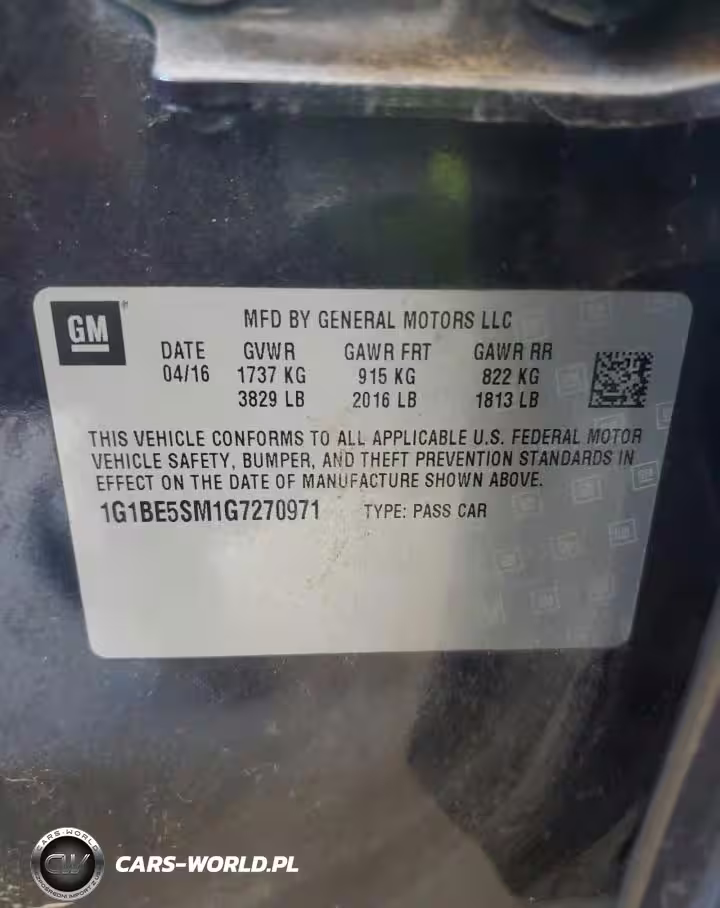 GM
MFD BY GENERAL MOTORS LLC
DATE GVWR GAWR FRT GAWR RR
04/16 1737 KG 915 KG 822 KG
3829 LB 2016 LB 1813 LB
THIS VEHICLE CONFORMS TO ALL APPLICABLE U.S. FEDERAL MOTOR
VEHICLE SAFETY, BUMPER, AND THEFT PREVENTION STANDARDS IN
EFFECT ON THE DATE OF MANUFACTURE SHOWN ABOVE.
1G1BE5SM1G7270971 TYPE: PASS CAR
CARS-WORLD
CW
CARS-WORLD.PL